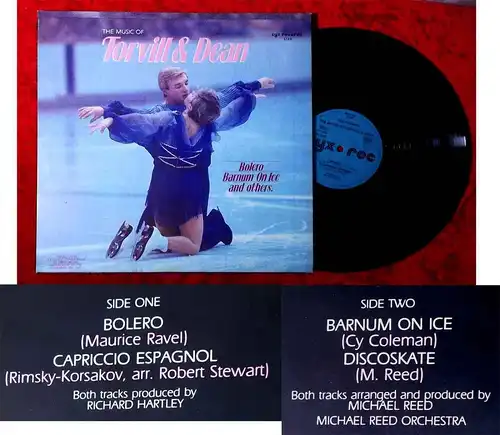 THE MUSIC OF
Torvill & Dean
Bolero
Barnum On Ice
and others.
SIDE ONE
BOLERO
(Maurice Ravel)
CAPRICCIO ESPAGNOL
(Rimsky-Korsakov, arr. Robert Stewart)
Both tracks produced by
RICHARD HARTLEY
SIDE TWO
BARNUM ON ICE
(Cy Coleman)
DISCOSKATE
(M. Reed)
Both tracks arranged and produced by
MICHAEL REED
MICHAEL REED ORCHESTRA